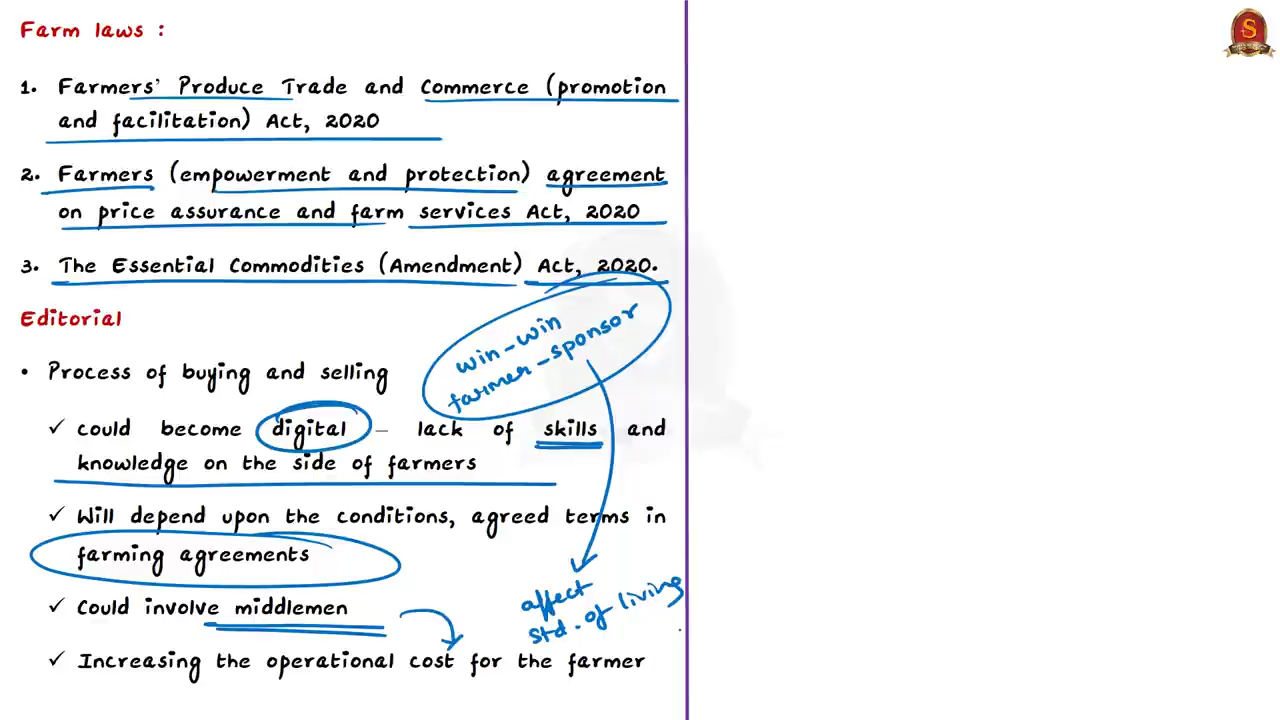 Farm laws :
1. Farmers' Produce Trade and Commerce (promotion
and facilitation) Act, 2020
2. Farmers (empowerment and protection) agreement
on price assurance and farm services Act, 2020
3. The Essential Commodities (Amendment) Act, 2020.
Editorial
win-win
farmer-sponsor
• Process of buying and selling
✓ could become digital – lack of skills and
knowledge on the side of farmers
✓ Will depend upon the conditions, agreed terms in
farming agreements
✓ Could involve middlemen
affect
std. of living
✓ Increasing the operational cost for the farmer
S